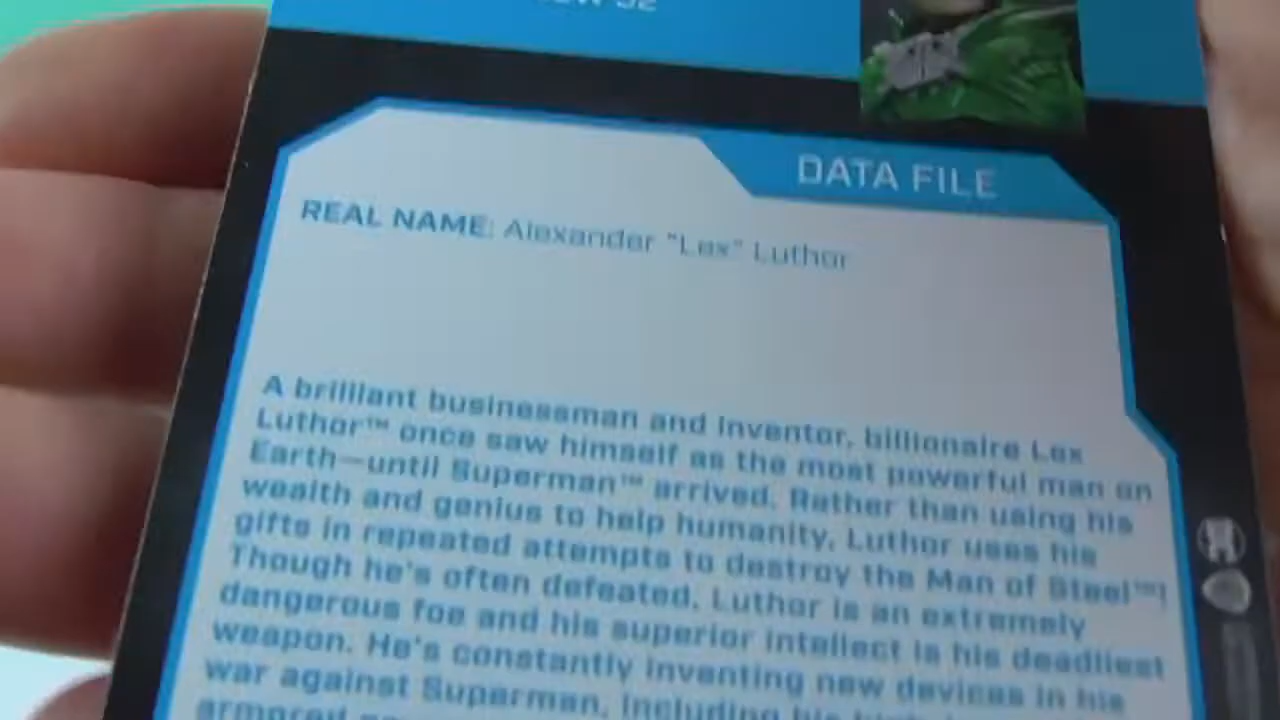 DATA FILE
REAL NAME: Alexander "Lex" Luthor
A brilliant businessman and inventor, billionaire Lex
Luthor™ once saw himself as the most powerful man on
Earth—until Superman™ arrived. Rather than using his
wealth and genius to help humanity, Luthor uses his
gifts in repeated attempts to destroy the Man of Steel™!
Though he's often defeated, Luthor is an extremely
dangerous foe and his superior intellect is his deadliest
weapon. He's constantly inventing new devices in his
war against Superman, including his
armored